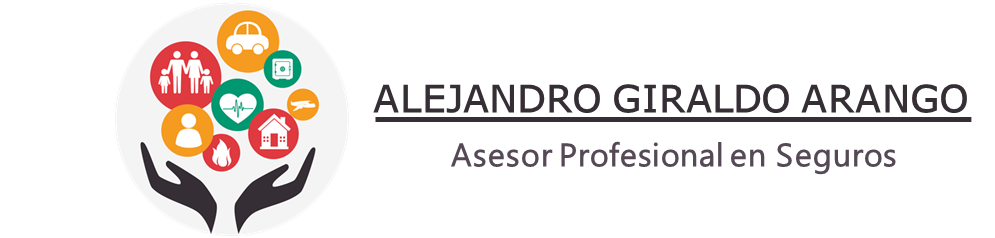 ALEJANDRO GIRALDO ARANGO
Asesor Profesional en Seguros